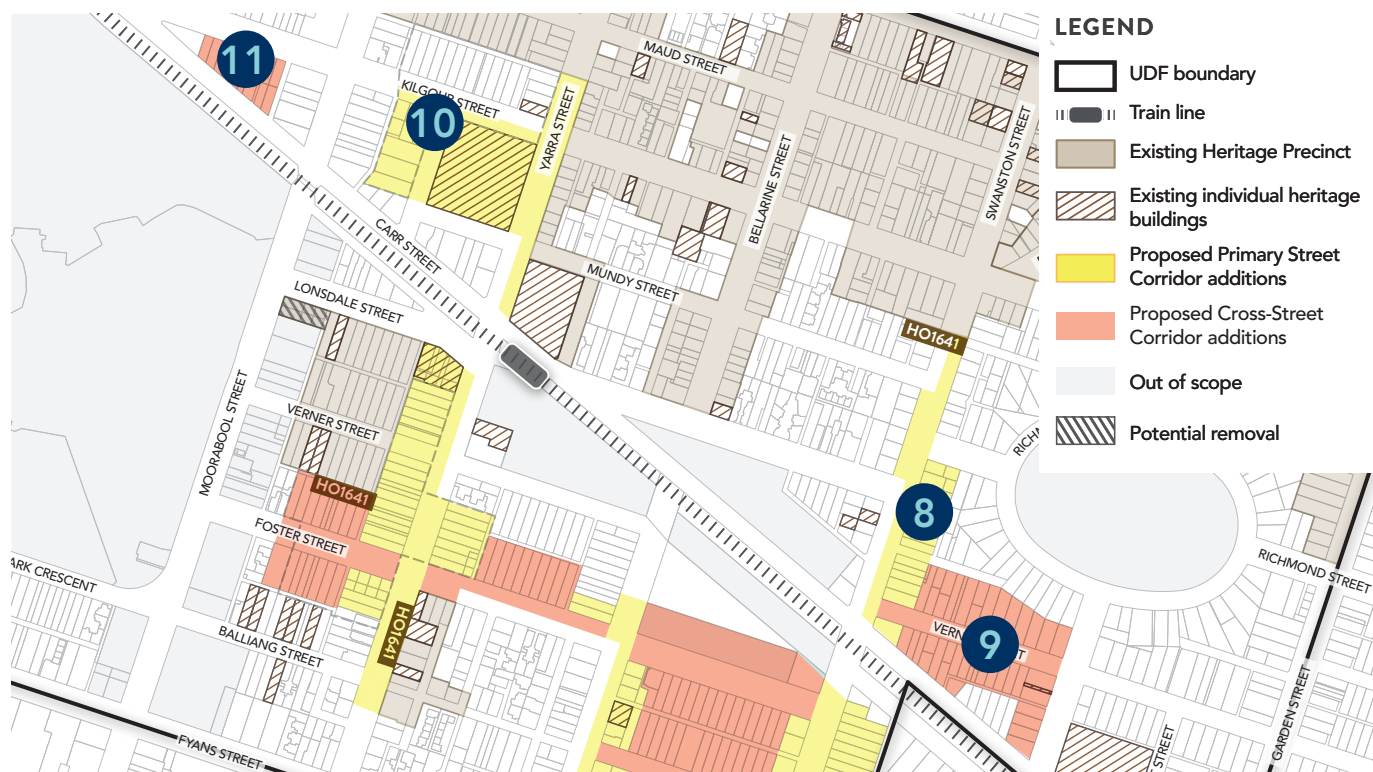 LEGEND
UDF boundary
Train line
Existing Heritage Precinct
Existing individual heritage
buildings
Proposed Primary Street
Corridor additions
Proposed Cross-Street
Corridor additions
Out of scope
Potential removal
11
10
MAUD STREET
KILGOUR STREET
YARRA STREET
BELLARINE STREET
SWANSTON STREET
CARR STREET
MUNDY STREET
LONSDALE STREET
HO1641
MOORABOOL STREET
VERNER STREET
HO1641
8
FOSTER STREET
ARK CRESCENT
RICHMOND STREET
HO1641
BALLIANG STREET
9
FYANS STREET
STREET
GARDEN STREET